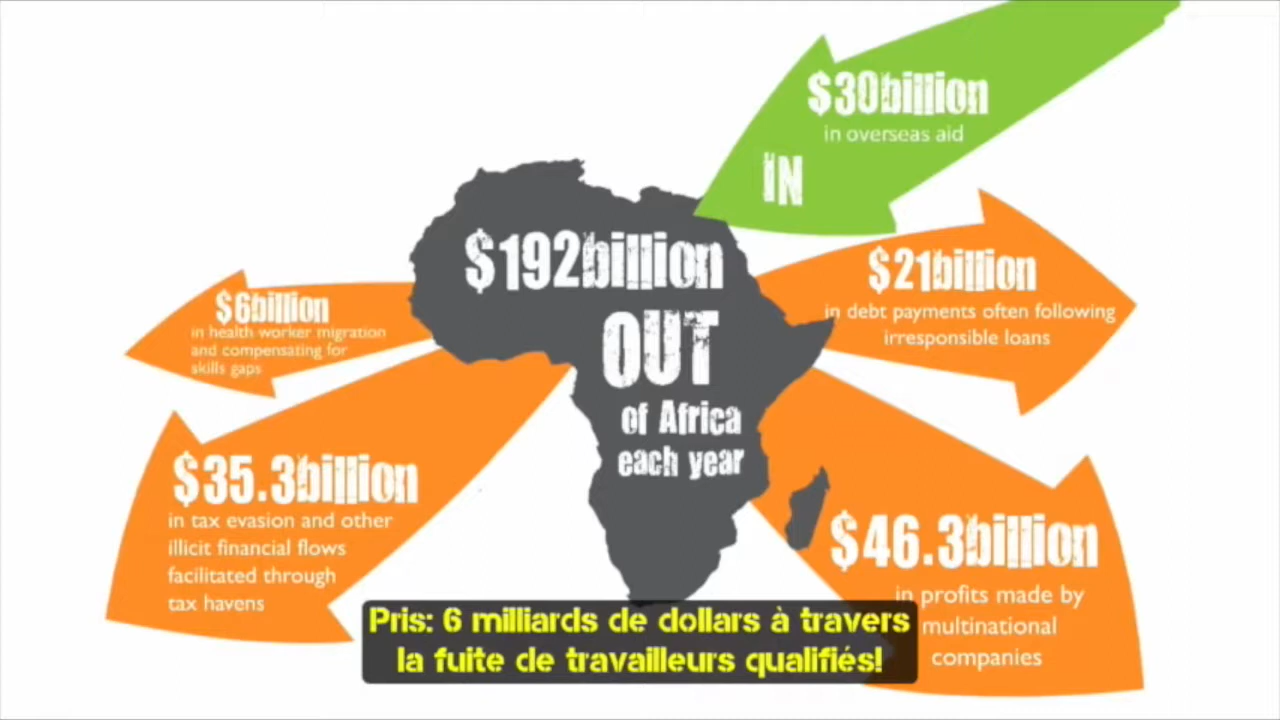 $30billion
in overseas aid
IN
$192billion
OUT
of Africa
each year
$21billion
in debt payments often following
irresponsible loans
$6billion
in health worker migration
and compensating for
skills gaps
$35.3billion
in tax evasion and other
illicit financial flows
facilitated through
tax havens
$46.3billion
in profits made by
multinational
companies
Pris: 6 milliards de dollars à travers
la fuite de travailleurs qualifiés!